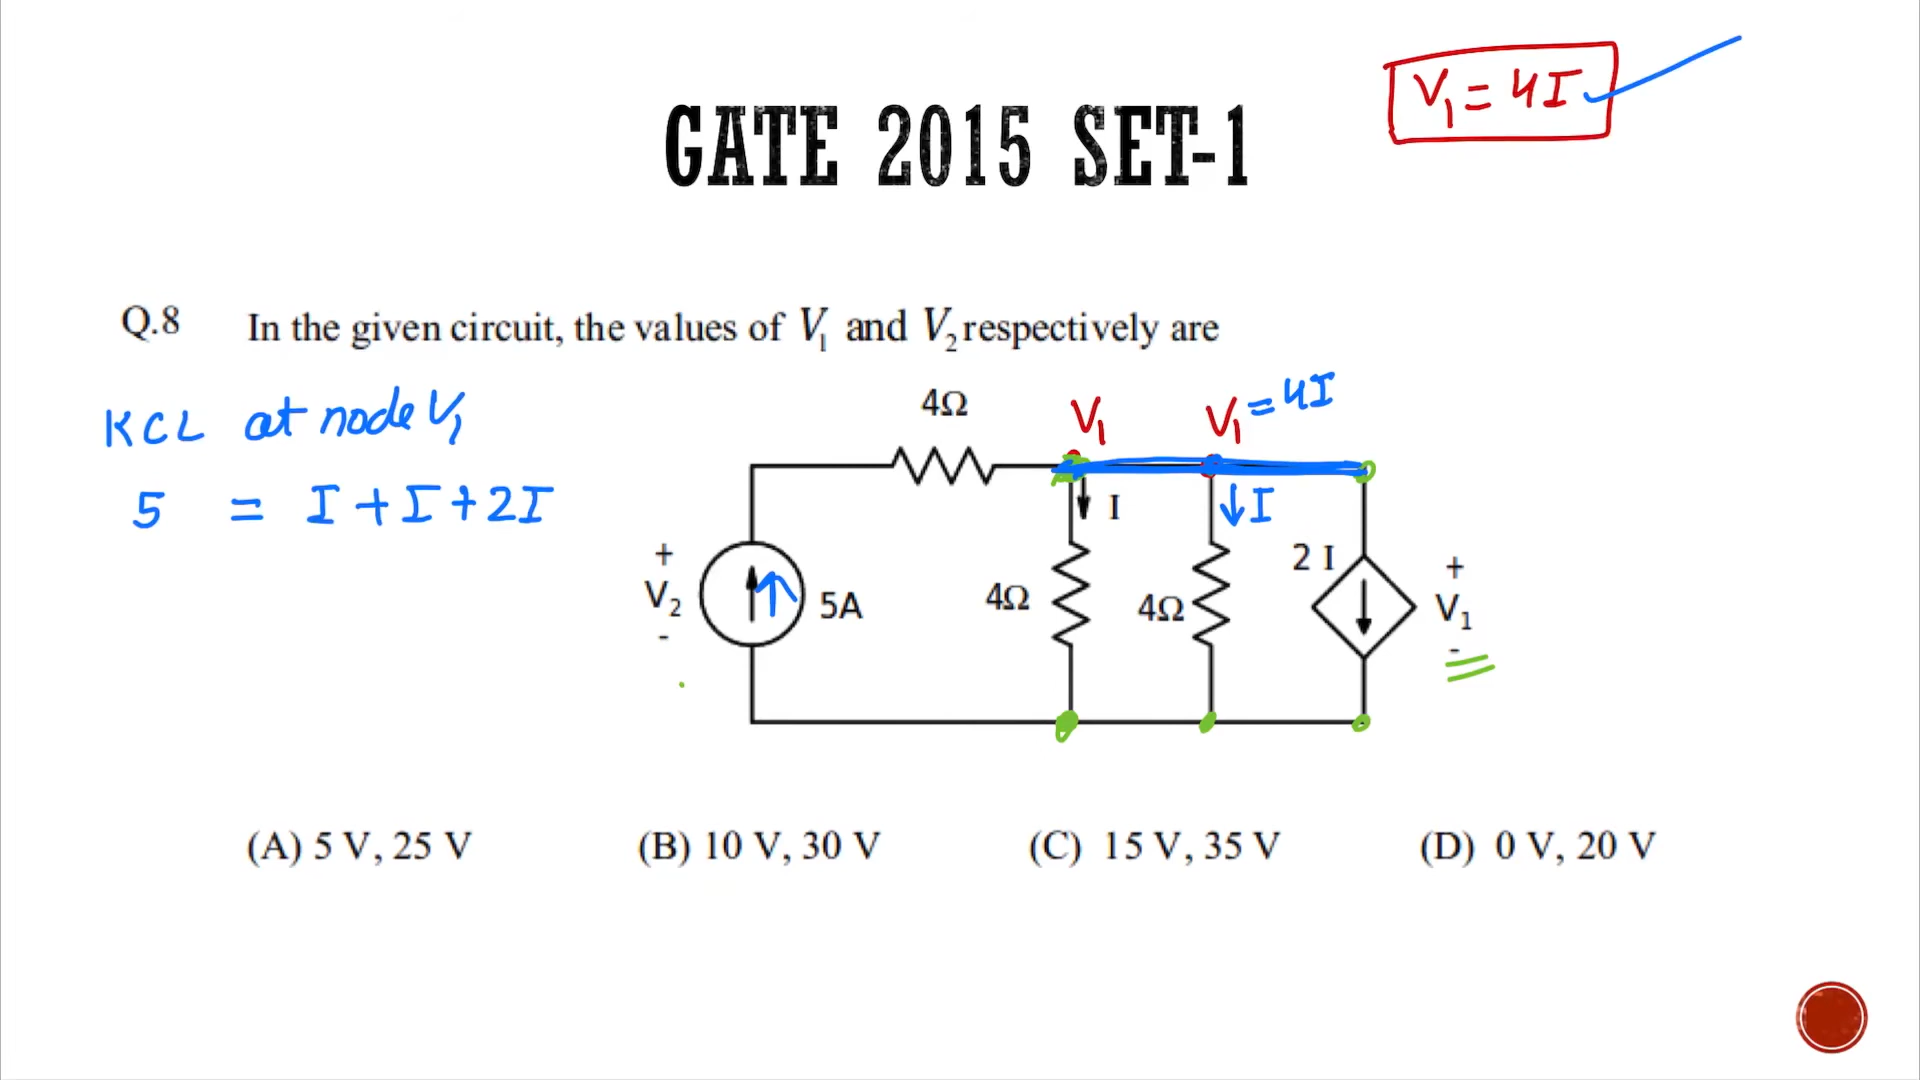 V₁ = 4I
GATE 2015 SET-1
Q.8 In the given circuit, the values of V₁ and V₂ respectively are
KCL at node V₁
5 = I + I + 2I
4Ω
V₁
V₁ = 4I
I
I
+
V₂
-
5A
4Ω
4Ω
2 I
+
V₁
-
(A) 5 V, 25 V (B) 10 V, 30 V (C) 15 V, 35 V (D) 0 V, 20 V